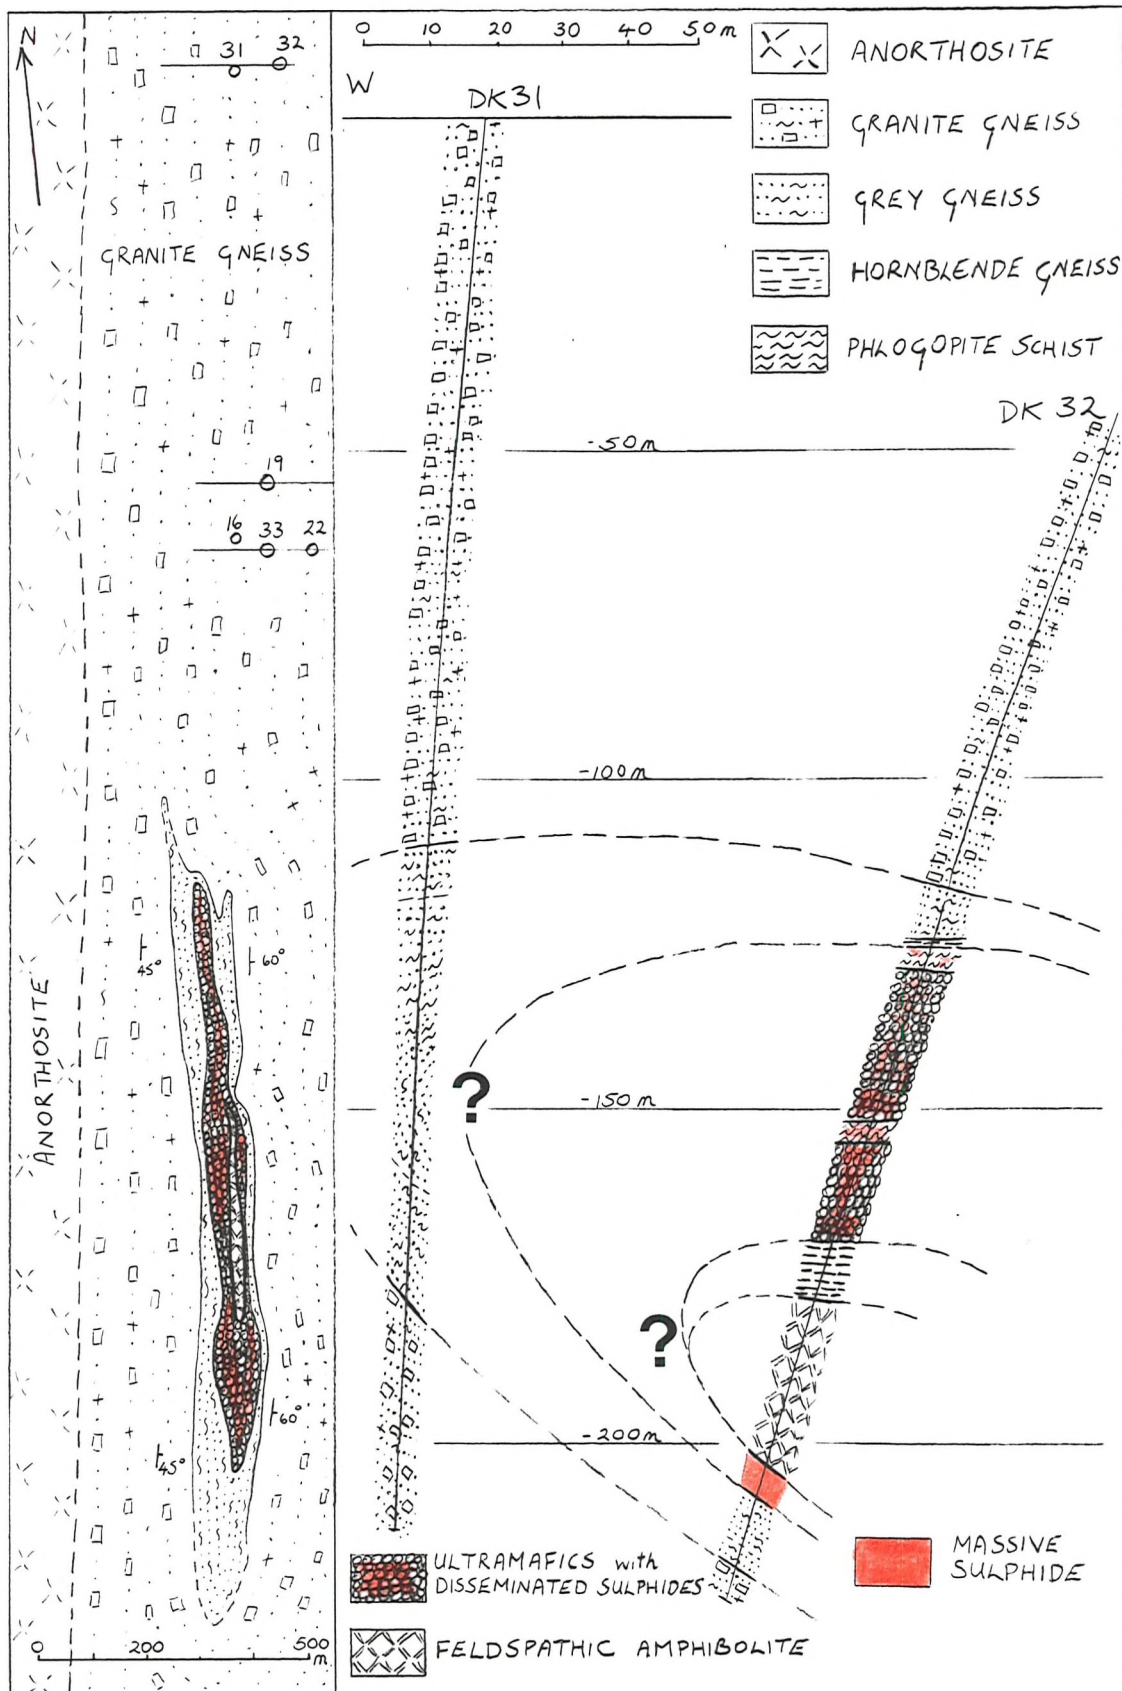 N
31 32
GRANITE GNEISS
19
16 33 22
45°
60°
ANORTHOSITE
60°
45°
0 200 500
m
0 10 20 30 40 50m
W
DK31
ANORTHOSITE
GRANITE GNEISS
GREY GNEISS
HORNBLENDE GNEISS
PHLOGOPITE SCHIST
DK 32
-50m
-100m
?
-150m
?
-200m
ULTRAMAFICS with
DISSEMINATED SULPHIDES
FELDSPATHIC AMPHIBOLITE
MASSIVE
SULPHIDE